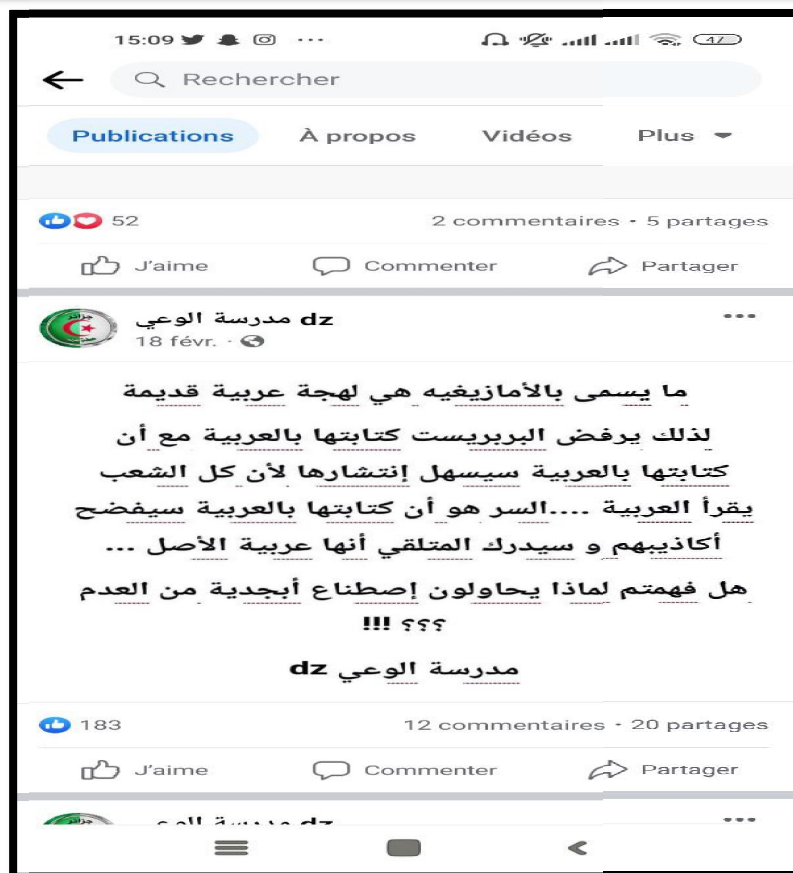 15:09 ... 47
Rechercher
Publications À propos Vidéos Plus
52 2 commentaires • 5 partages
J'aime Commenter Partager
مدرسة الوعي dz
18 févr. ·
ما يسمى بالأمازيغيه هي لهجة عربية قديمة
لذلك يرفض البربريست كتابتها بالعربية مع أن
كتابتها بالعربية سيسهل إنتشارها لأن كل الشعب
يقرأ العربية ....السر هو أن كتابتها بالعربية سيفضح
أكاذيبهم و سيدرك المتلقي أنها عربية الأصل ...
هل فهمتم لماذا يحاولون إصطناع أبجدية من العدم
؟؟؟ !!!
مدرسة الوعي dz
183 12 commentaires • 20 partages
J'aime Commenter Partager